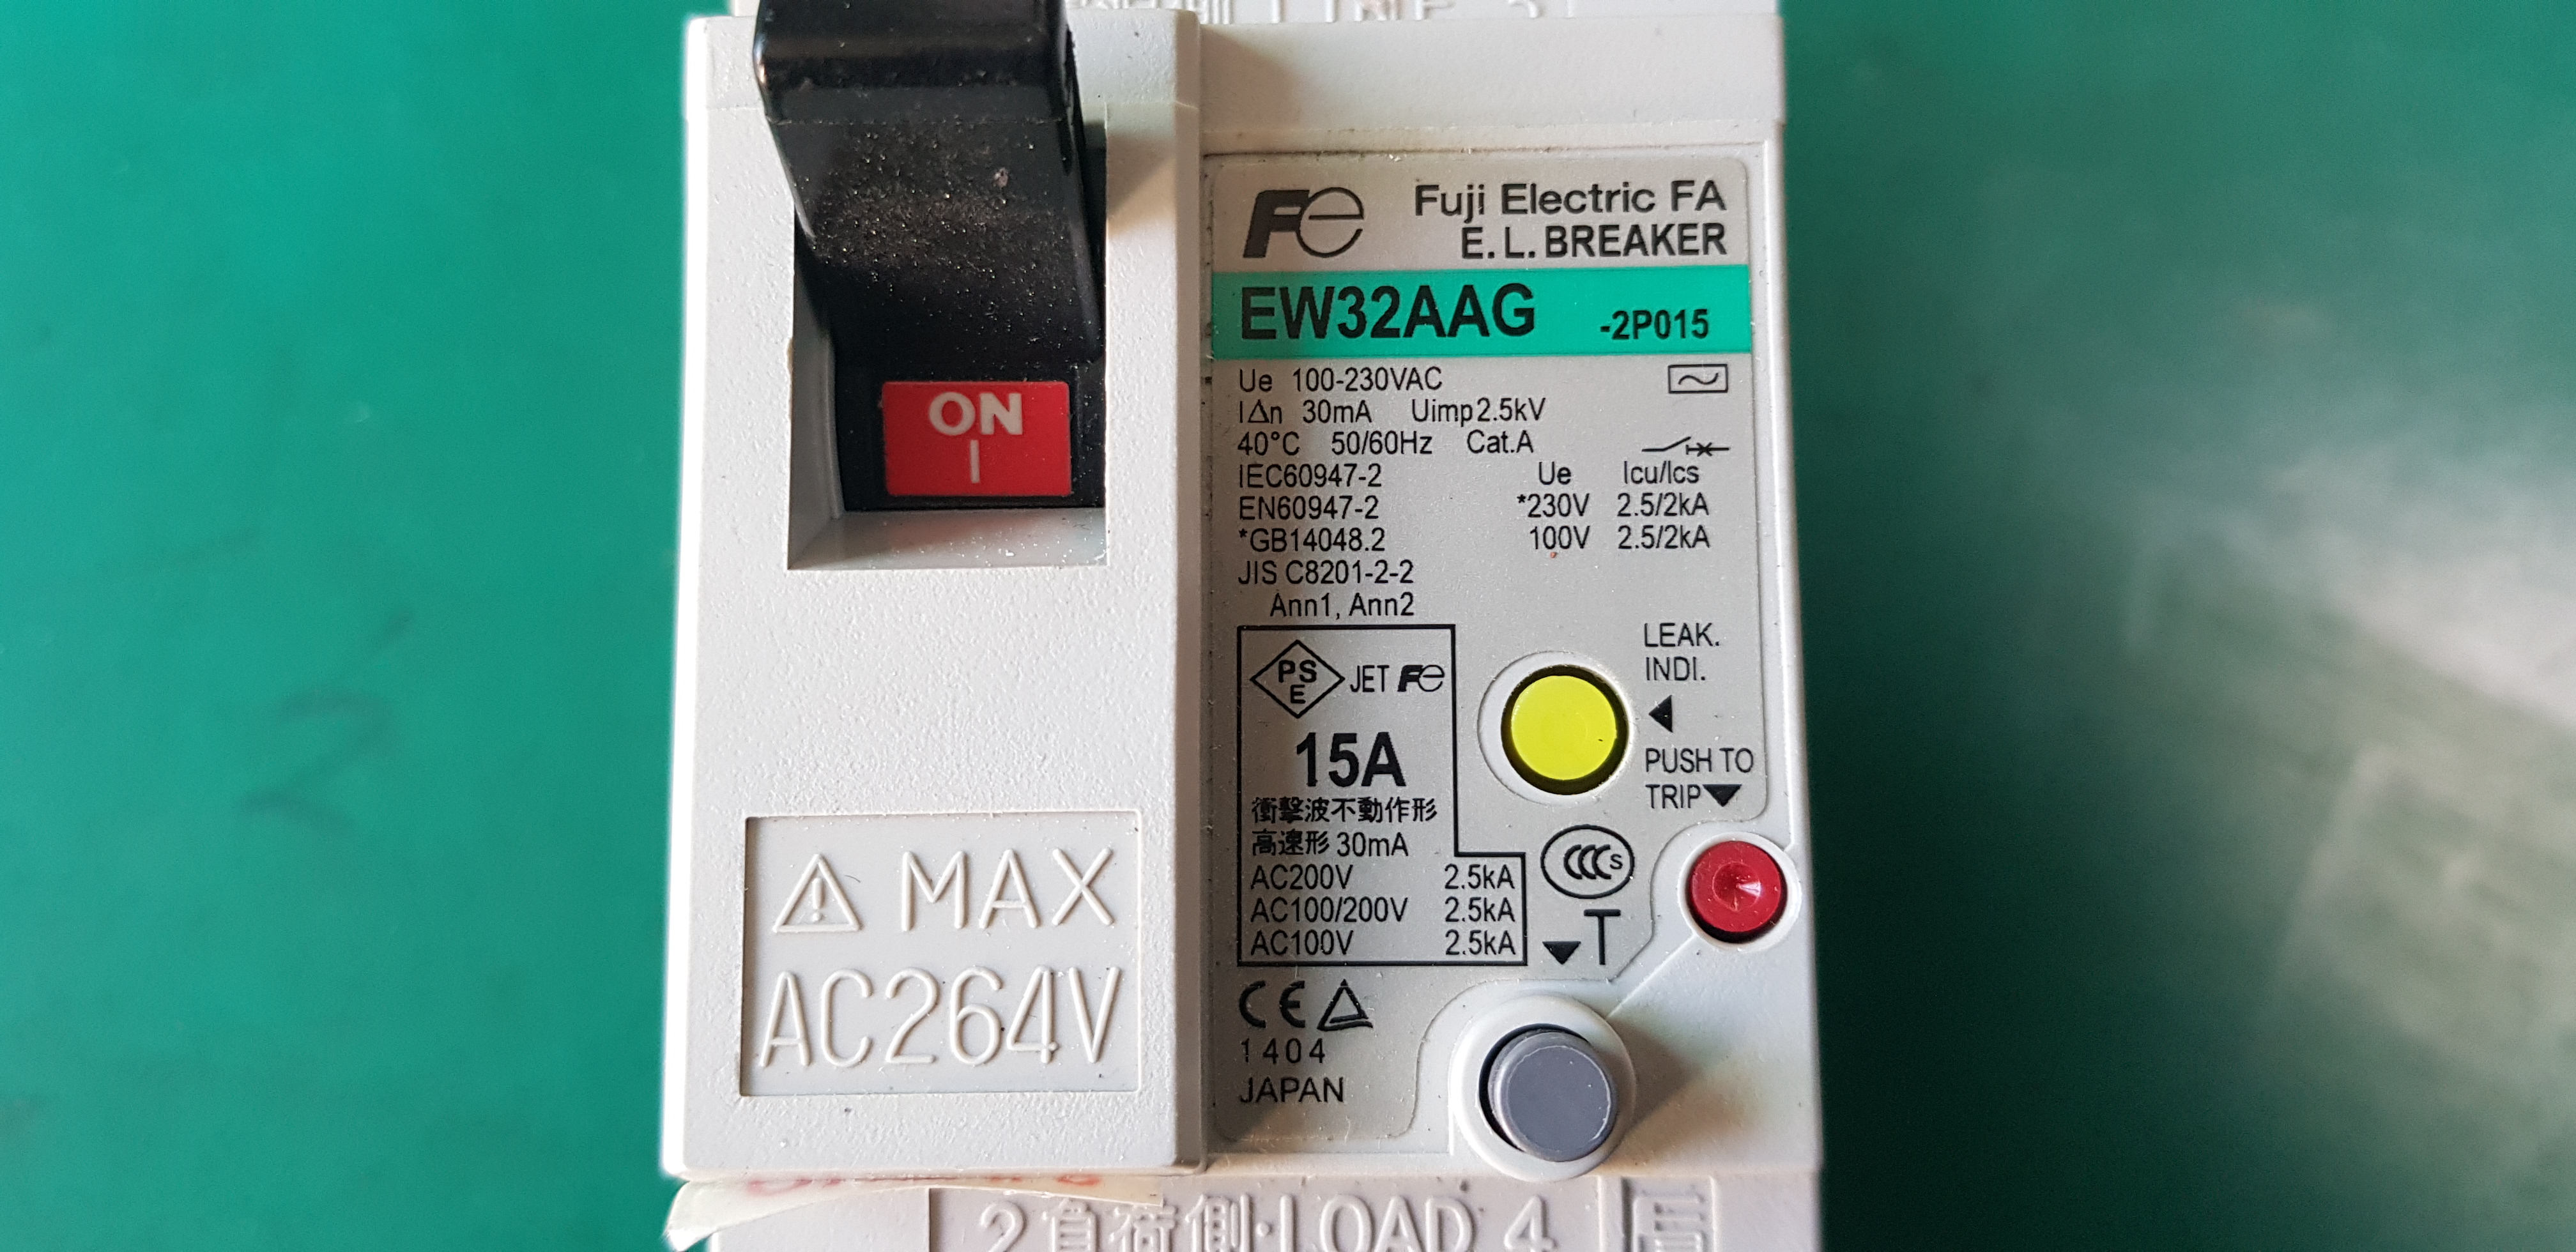 ON
I
⚠ MAX
AC264V
Fe Fuji Electric FA
E.L.BREAKER
EW32AAG -2P015
Ue 100-230VAC
IΔn 30mA Uimp2.5kV
40°C 50/60Hz Cat.A
IEC60947-2 Ue Icu/Ics
EN60947-2 *230V 2.5/2kA
*GB14048.2 100V 2.5/2kA
JIS C8201-2-2
Ann1, Ann2
LEAK.
INDI.
◀
PUSH TO
TRIP▼
PS E JET Fe
15A
衝撃波不動作形
高速形 30mA
AC200V 2.5kA
AC100/200V 2.5kA
AC100V 2.5kA
CCC S
▼T
CE
1404
JAPAN
2 負荷側·LOAD 4